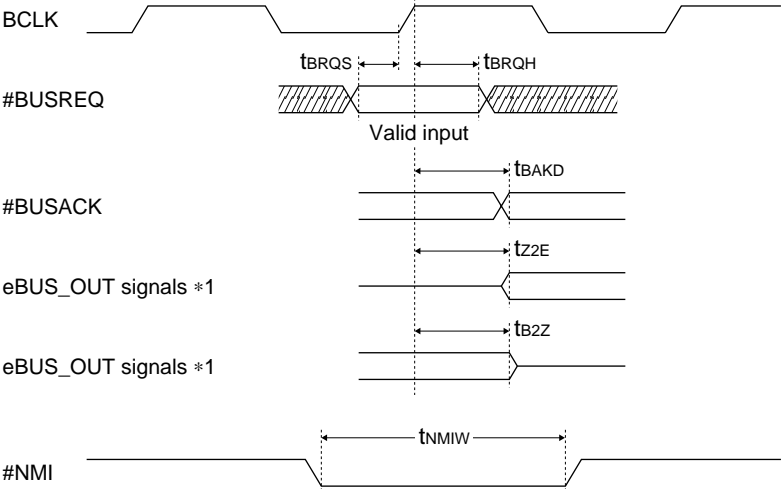 BCLK
tBRQS
tBRQH
#BUSREQ
Valid input
tBAKD
#BUSACK
tZ2E
eBUS_OUT signals ∗1
tB2Z
eBUS_OUT signals ∗1
tNMIW
#NMI